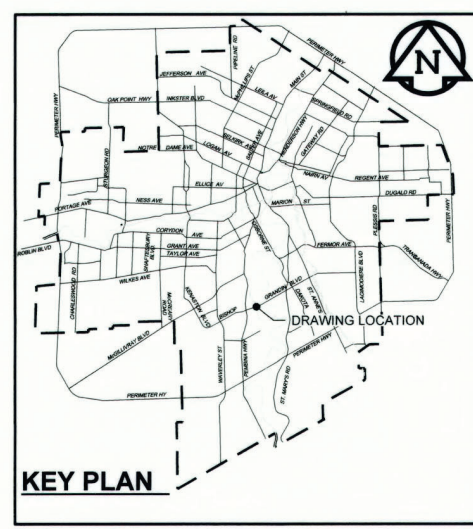 PERIMETER HWY
PIPELINE RD
N
JEFFERSON AVE
McPHILLIPS ST
MAIN ST
LEILA AV
PERIMETER HWY
OAK POINT HWY
INKSTER BLVD
SPRINGFIELD RD
HENDERSON HWY
GATEWAY RD
SELKIRK AVE
STURGEON RD
NOTRE DAME AVE
LOGAN AV
NAIRN AV
REGENT AVE
ELLICE AV
NESS AVE
MARION ST
DUGALD RD
PORTAGE AVE
PLESSIS RD
PERIMETER HWY
CORYDON AVE
OSBORNE ST
ROBLIN BLVD
SHAFTESBURY BLVD
GRANT AVE
TAYLOR AVE
FERMOR AVE
TRANSCANADA HWY
WILKES AVE
CHARLESWOOD RD
McCREARY ROAD
KENASTON BLVD
LAGIMODIERE BLVD
BISHOP GRANDIN BLVD
DAKOTA
ST. ANNE'S
DRAWING LOCATION
McGILLIVRAY BLVD
WAVERLEY ST
PEMBINA HWY
ST. MARY'S RD
PERIMETER HWY
PERIMETER HY
KEY PLAN